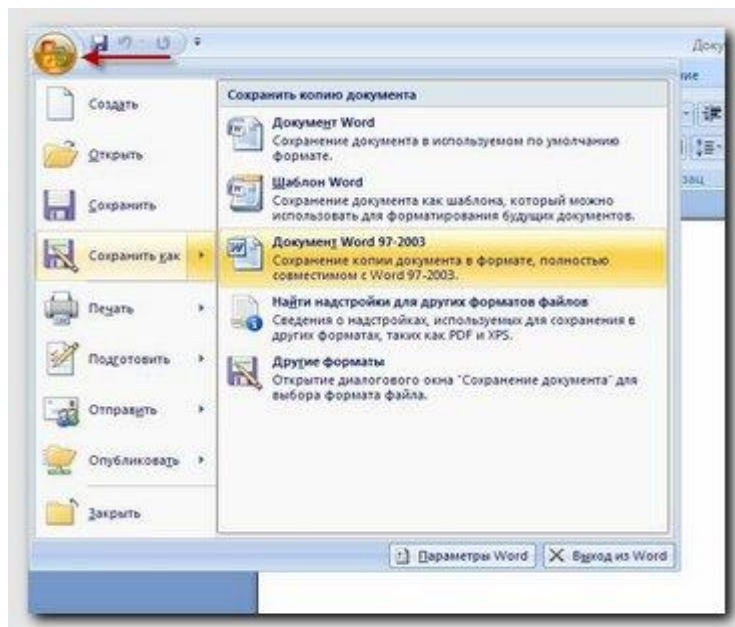 Доку
Создать
Открыть
Сохранить
Сохранить как
Печать
Подготовить
Отправить
Опубликовать
Закрыть
Сохранить копию документа
Документ Word
Сохранение документа в используемом по умолчанию
формате.
Шаблон Word
Сохранение документа как шаблона, который можно
использовать для форматирования будущих документов.
Документ Word 97-2003
Сохранение копии документа в формате, полностью
совместимом с Word 97-2003.
Найти надстройки для других форматов файлов
Сведения о надстройках, используемых для сохранения в
других форматах, таких как PDF и XPS.
Другие форматы
Открытие диалогового окна "Сохранение документа" для
выбора формата файла.
ние
зац
Параметры Word
Выход из Word